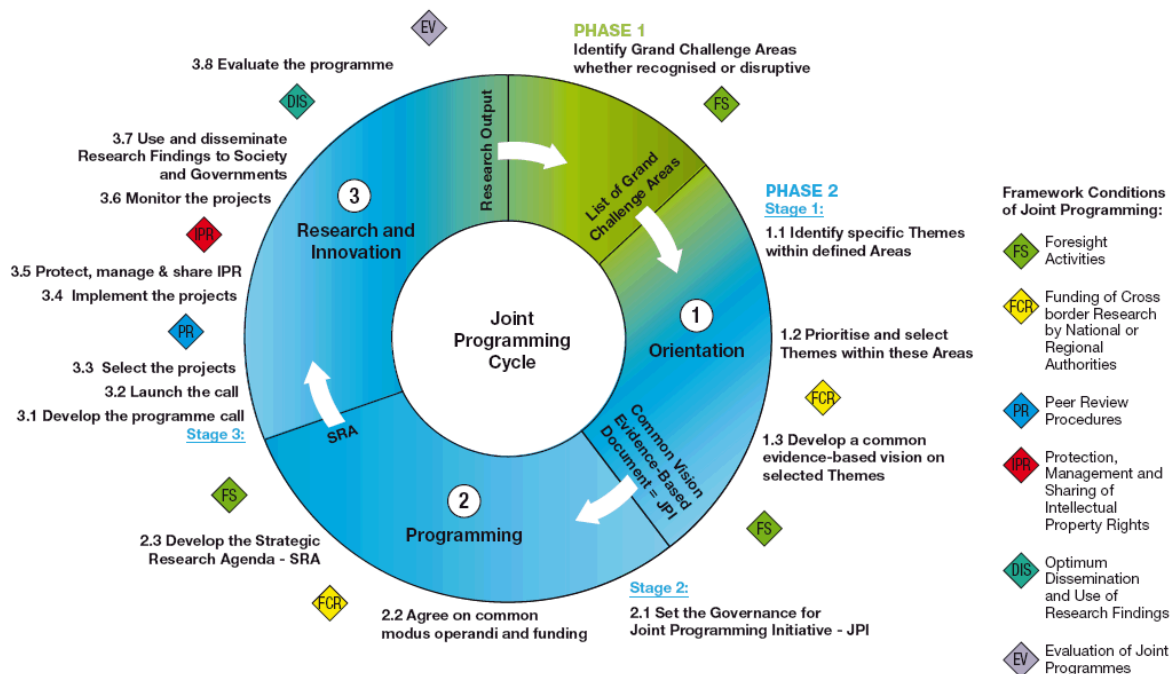 PHASE 1
Identify Grand Challenge Areas
whether recognised or disruptive
FS
List of Grand
Challenge Areas
PHASE 2
Stage 1:
1.1 Identify specific Themes
within defined Areas
1
Orientation
1.2 Prioritise and select
Themes within these Areas
FCR
1.3 Develop a common
evidence-based vision on
selected Themes
FS
Common Vision
Evidence-Based
Document = JPI
Stage 2:
2.1 Set the Governance for
Joint Programming Initiative - JPI
2
Programming
2.2 Agree on common
modus operandi and funding
FCR
2.3 Develop the Strategic
Research Agenda - SRA
FS
SRA
Stage 3:
3.1 Develop the programme call
3.2 Launch the call
3.3 Select the projects
PR
3.4 Implement the projects
3.5 Protect, manage & share IPR
IPR
3.6 Monitor the projects
3.7 Use and disseminate
Research Findings to Society
and Governments
DIS
3.8 Evaluate the programme
EV
3
Research and
Innovation
Research Output
Joint
Programming
Cycle
Framework Conditions
of Joint Programming:
FS
Foresight
Activities
FCR
Funding of Cross
border Research
by National or
Regional
Authorities
PR
Peer Review
Procedures
IPR
Protection,
Management and
Sharing of
Intellectual
Property Rights
DIS
Optimum
Dissemination
and Use of
Research Findings
EV
Evaluation of Joint
Programmes